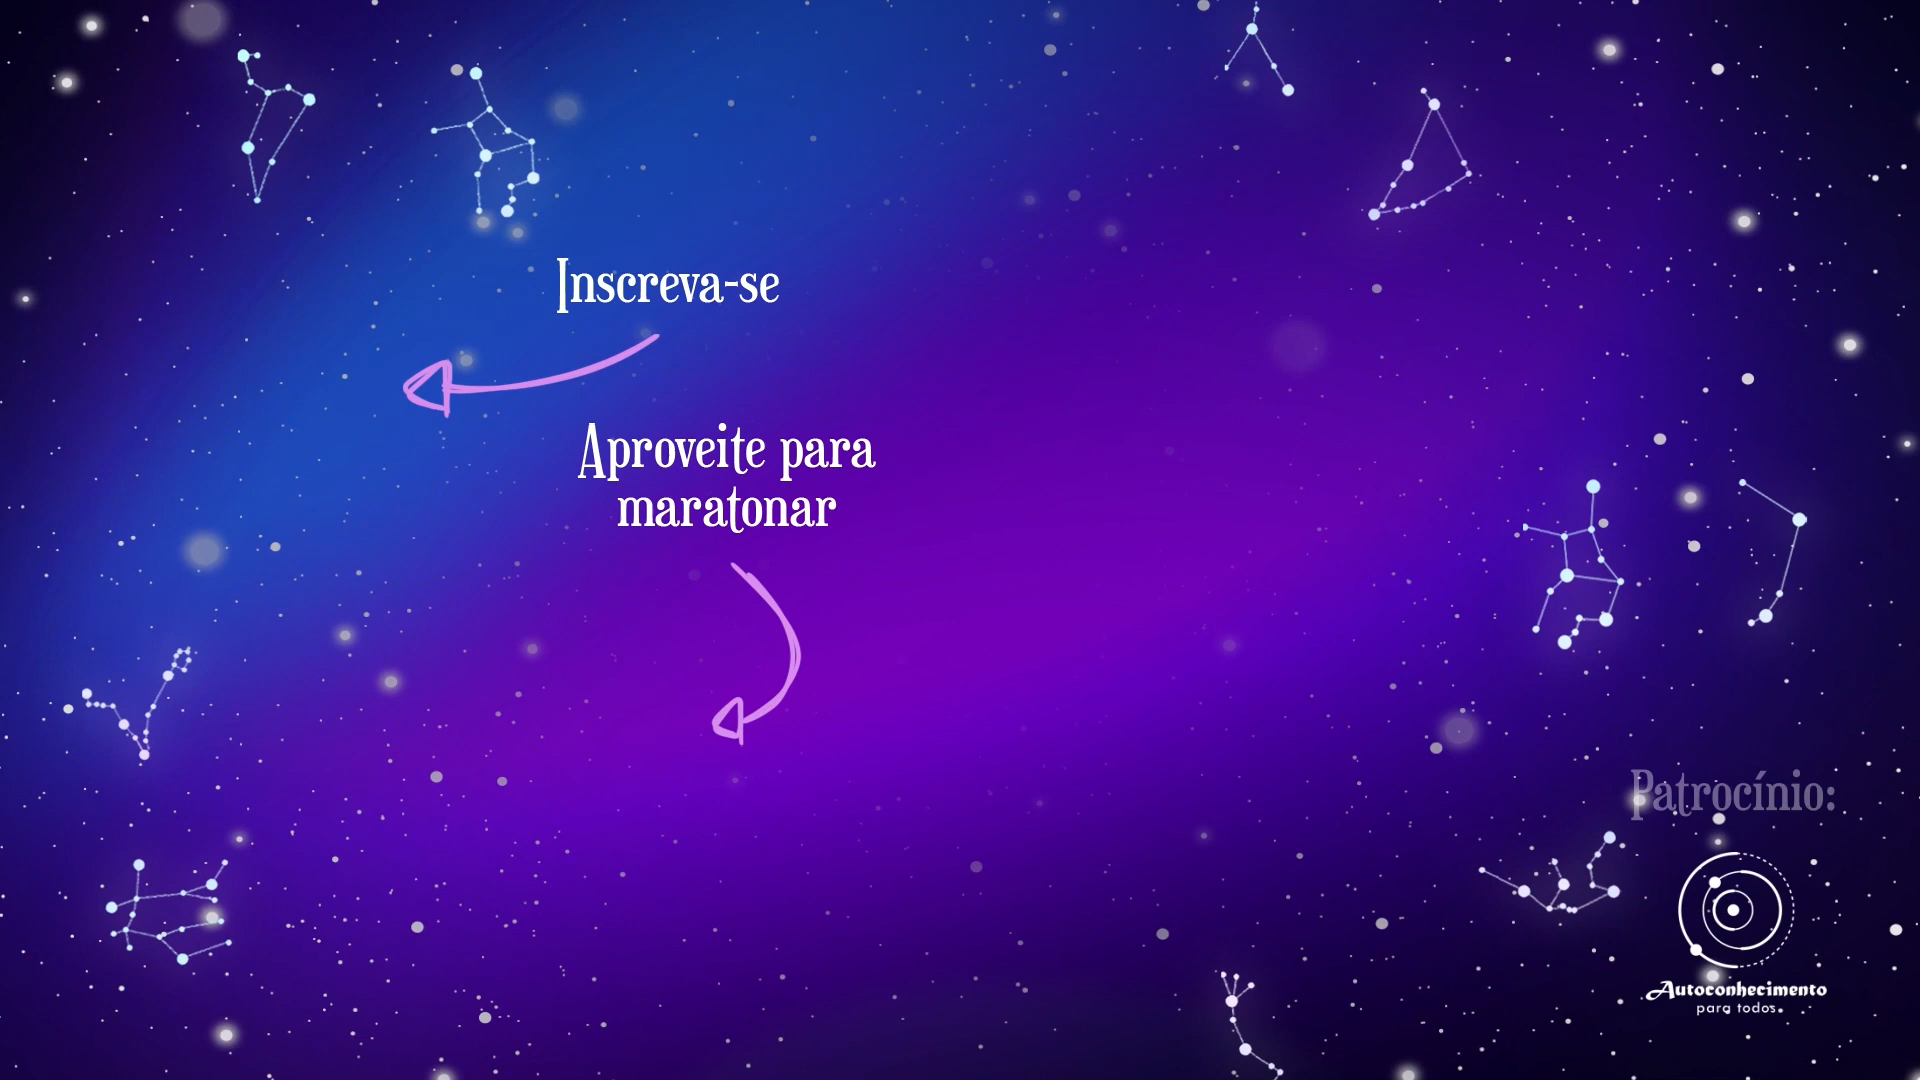 Inscreva-se
Aproveite para
maratonar
Patrocínio:
Autoconhecimento
para todos